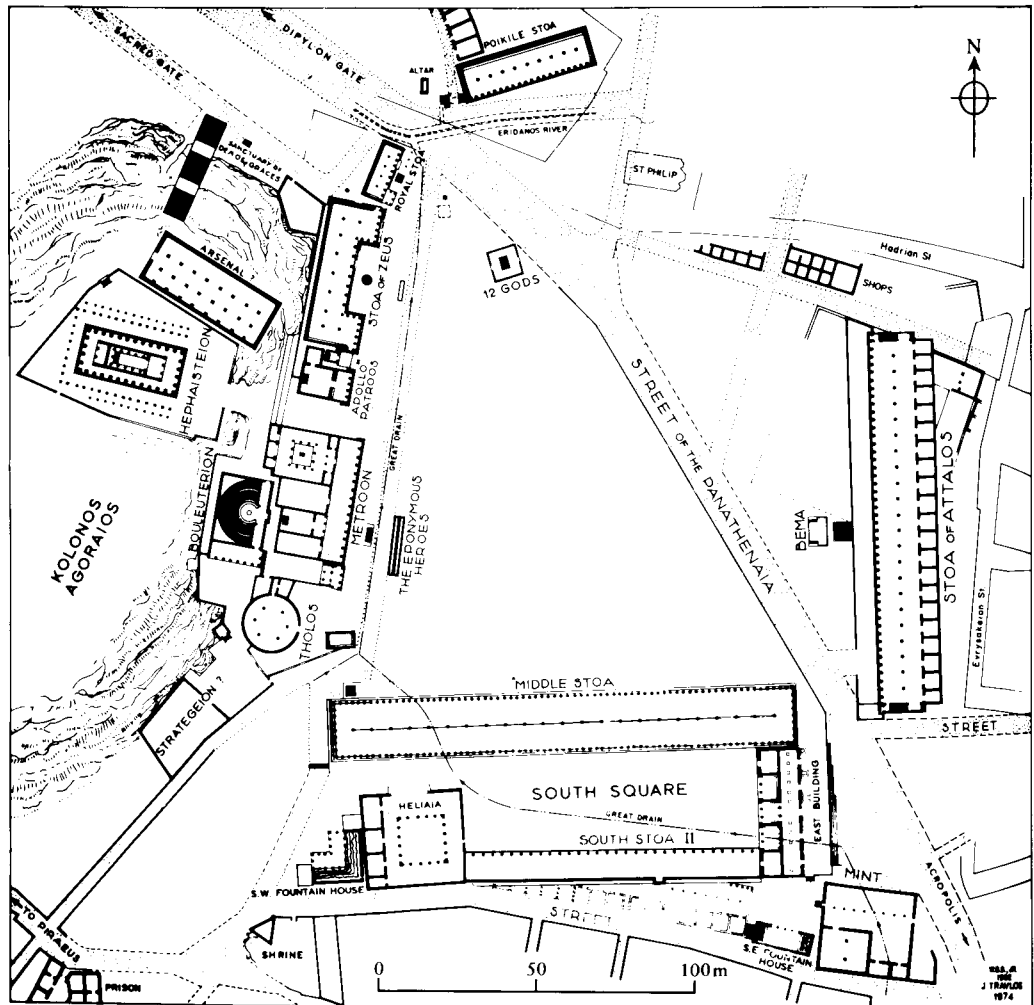 SACRED GATE
DIPYLON GATE
POIKILE STOA
ALTAR
N
ERIDANOS RIVER
SANCTUARY OF
DEMOS & GRACES
ROYAL STOA
ST PHILIP
ARSENAL ?
STOA OF ZEUS
12 GODS
Hadrian St
SHOPS
HEPHAISTEION
APOLLO
PATROOS
STREET OF THE PANATHENAIA
GREAT DRAIN
STOA OF ATTALOS
BOULEUTERION
METROON
THE EPONYMOUS
HEROES
BEMA
KOLONOS
AGORAIOS
THOLOS
Evrysakeran St
STRATEGEION ?
MIDDLE STOA
STREET
SOUTH SQUARE
EAST BUILDING
HELIAIA
GREAT DRAIN
SOUTH STOA II
S.W. FOUNTAIN HOUSE
MINT
ACROPOLIS
STREET
TO PIRAEUS
SHRINE
S.E. FOUNTAIN
HOUSE
PRISON
0 50 100m
J TRAVLOS
1974